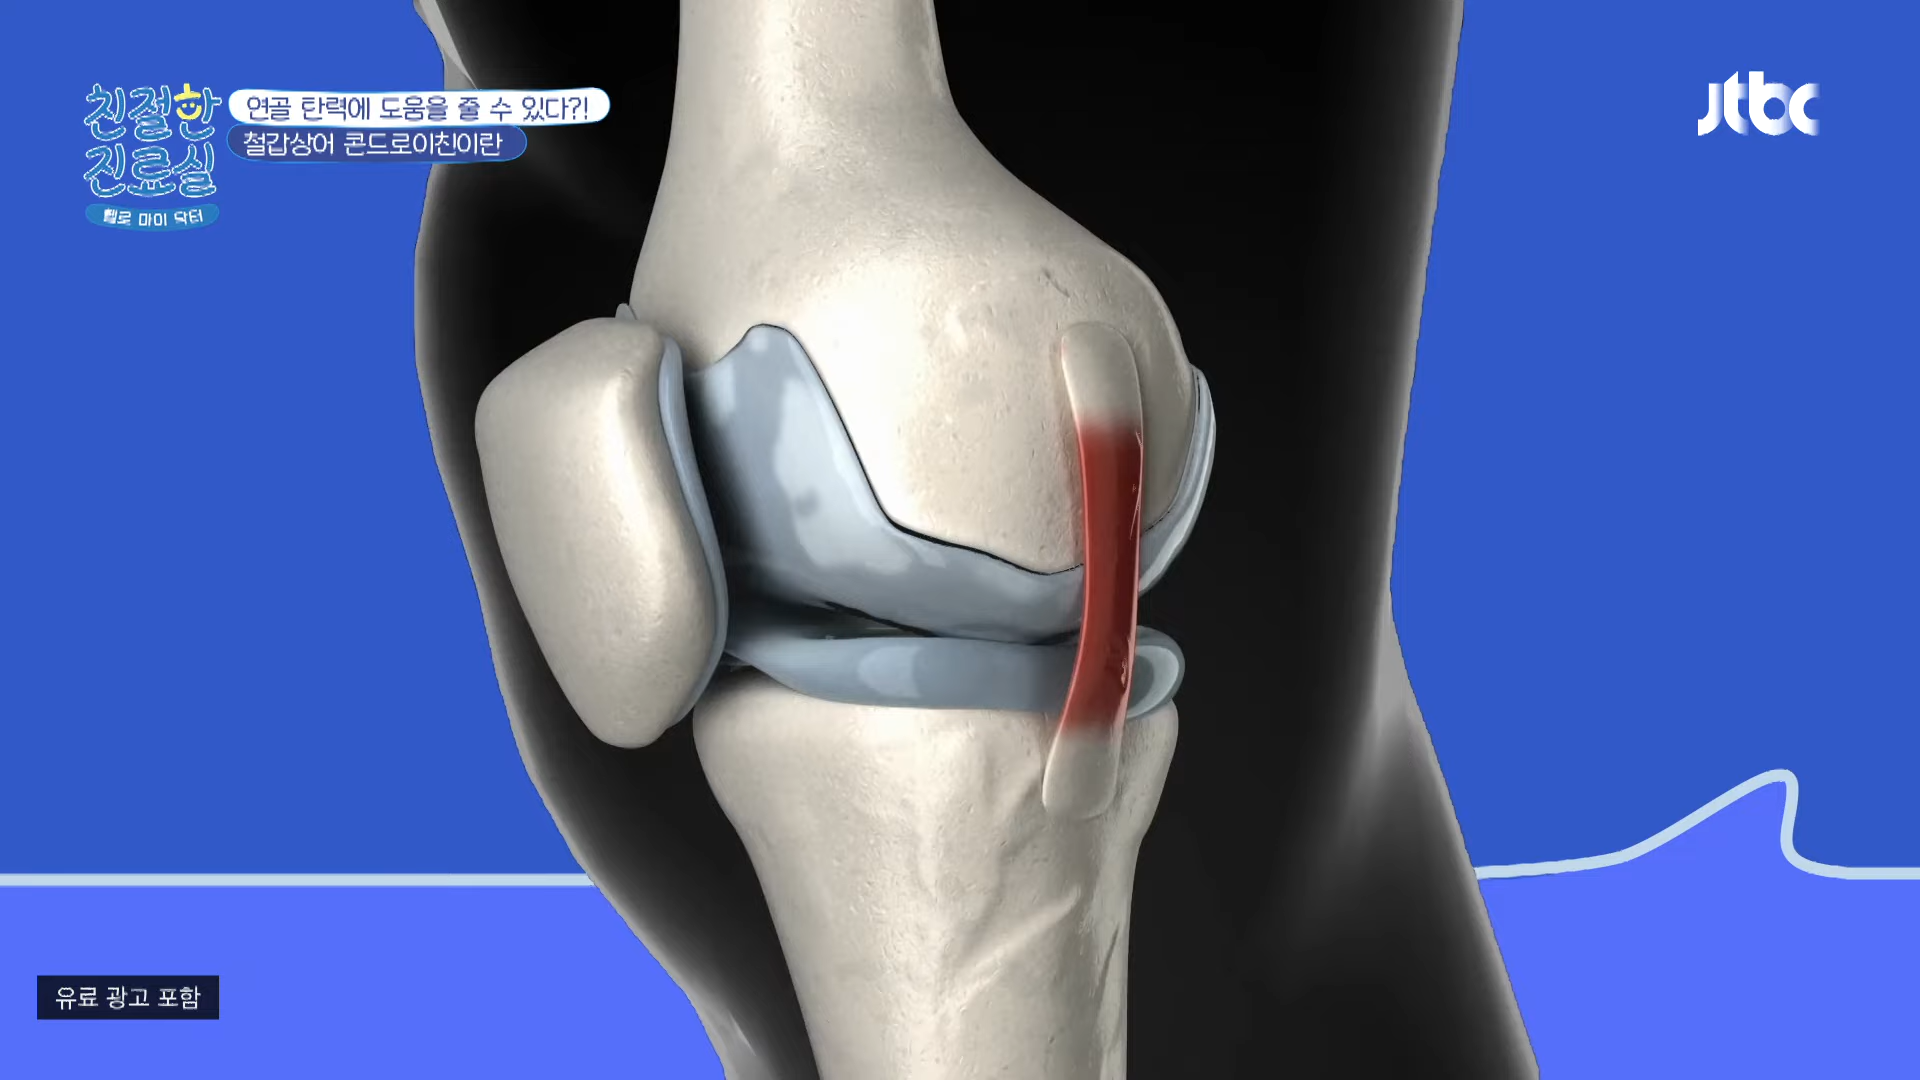 친절한
진료실
헬로 마이 닥터
연골 탄력에 도움을 줄 수 있다?!
철갑상어 콘드로이친이란
jtbc
유료 광고 포함